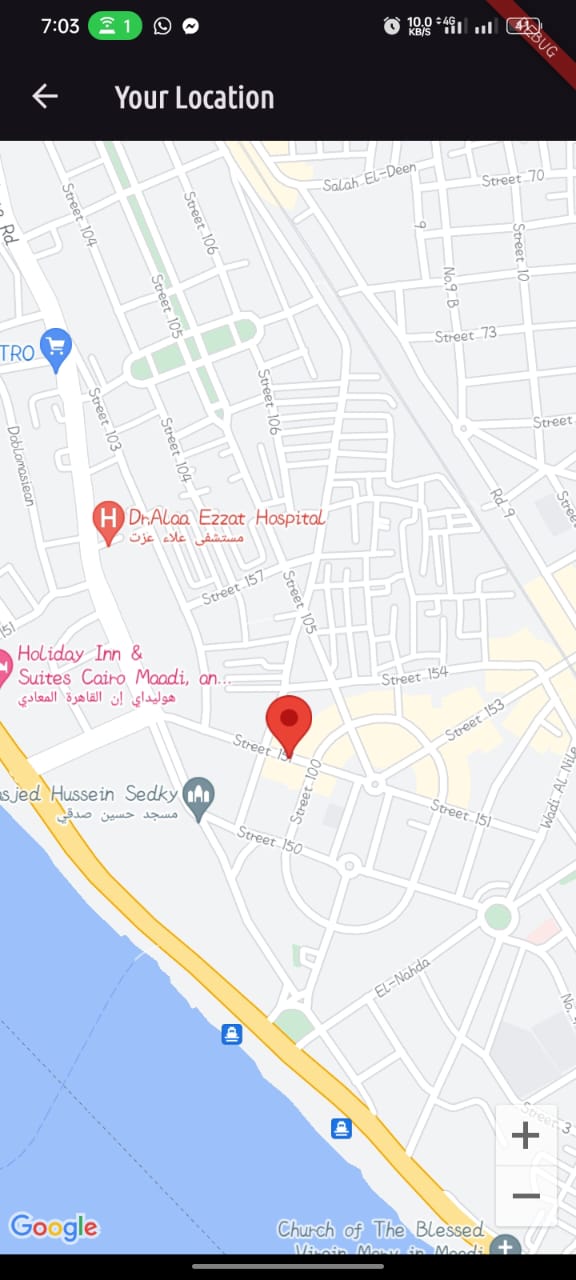 7:03
1
10.0
KB/S
4G
41
DEBUG
Your Location
Salah El-Deen
Street 70
Street 104
Street 106
9
Rd
No.9 B
Street 10
Street 105
Street 73
TRO
Street 103
Street 106
Street 104
Street
Doblomasiean
Rd 9
H
Dr.Alaa Ezzat Hospital
مستشفى علاء عزت
Street 157
Street 105
151
Holiday Inn &
Suites Cairo Maadi, an...
هوليداي إن القاهرة المعادي
Street 154
Street 153
Street 100
Wadi Al Nile
sjed Hussein Sedky
مسجد حسين صدقي
Street 151
Street 150
El-Nahda
No.
Street 3
+
−
Google
Church of The Blessed
Virgin Mary in Maadi